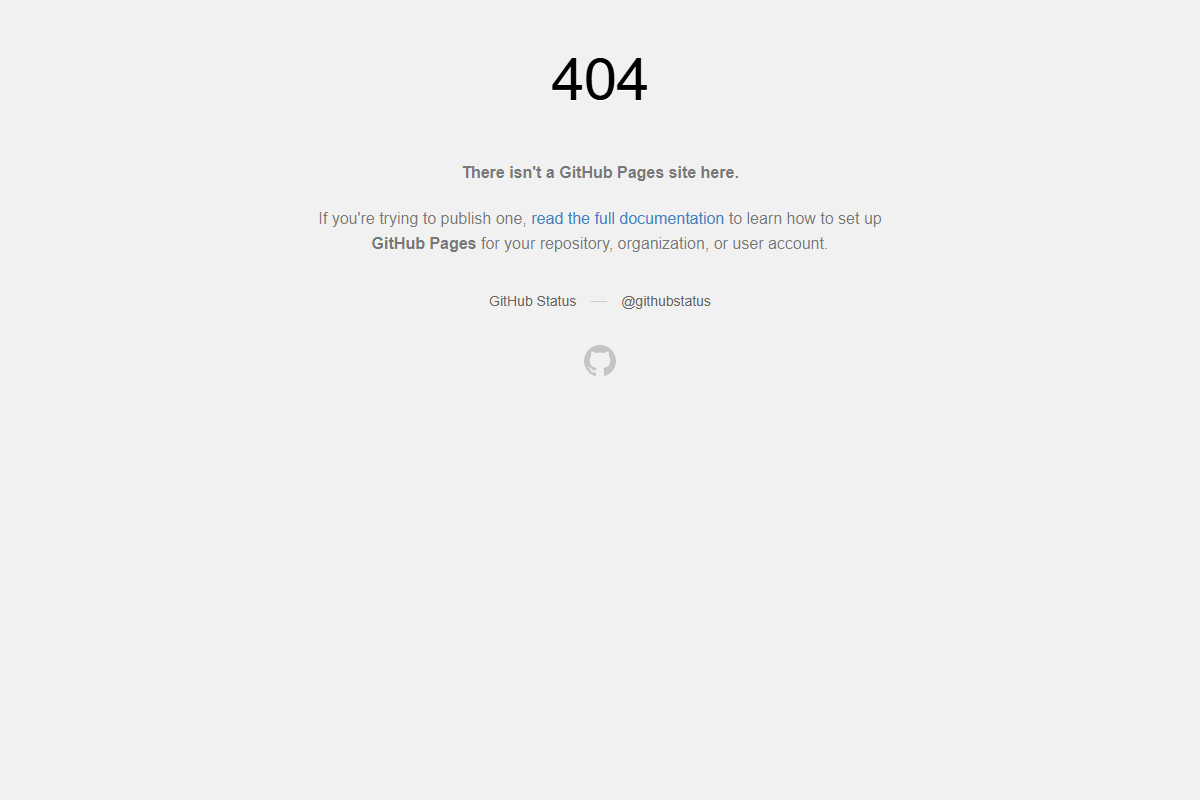 404
There isn't a GitHub Pages site here.
If you're trying to publish one, read the full documentation to learn how to set up
GitHub Pages for your repository, organization, or user account.
GitHub Status — @githubstatus